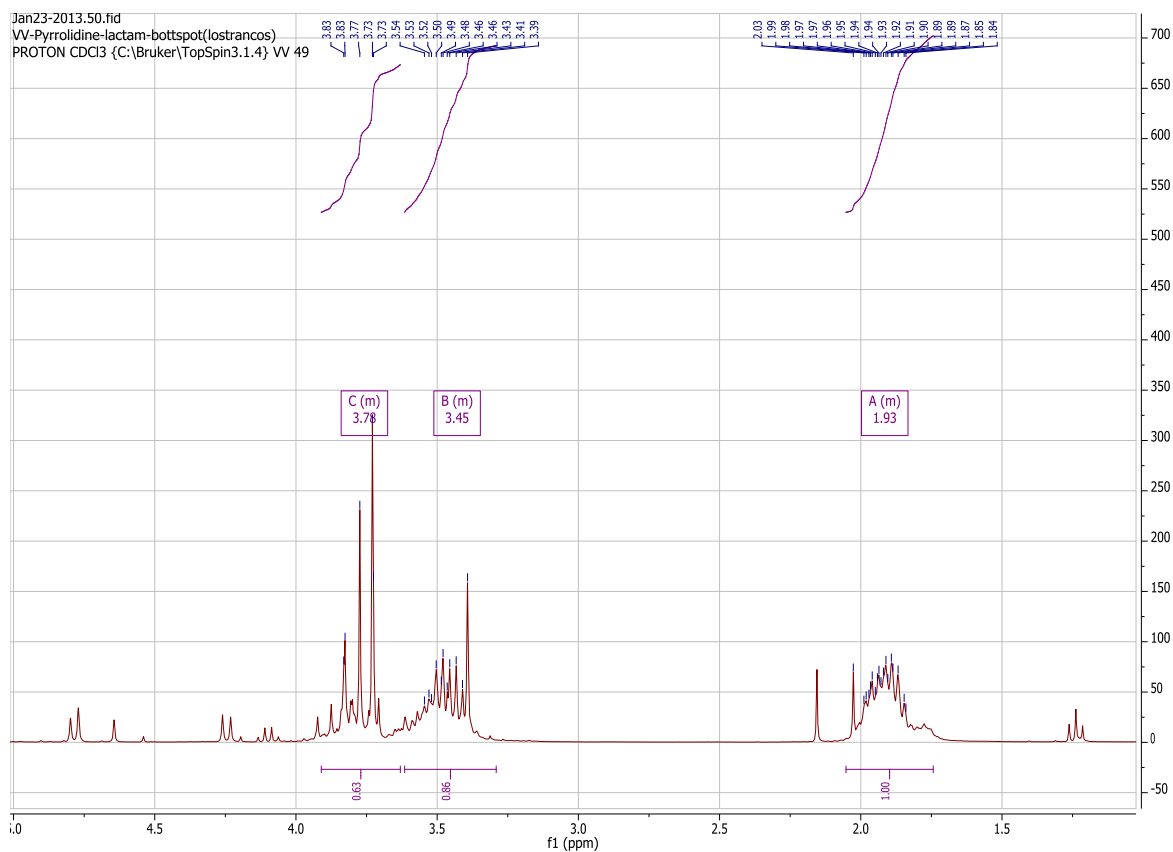 Jan23-2013.50.fid
VV-Pyrrolidine-lactam-bottspot(lostrancos)
PROTON CDCl3 {C:\Bruker\TopSpin3.1.4} VV 49
3.83 3.83 3.77 3.73 3.73 3.54 3.53 3.52 3.50 3.49 3.48 3.46 3.46 3.43 3.41 3.39
2.03 1.99 1.98 1.97 1.97 1.96 1.95 1.94 1.94 1.93 1.92 1.91 1.90 1.89 1.89 1.87 1.85 1.84
700
650
600
550
500
450
400
350
C (m) B (m) A (m)
3.78 3.45 1.93
300
250
200
150
100
50
0
-50
0.63 0.86 1.00
4.5 4.0 3.5 3.0 2.5 2.0 1.5
f1 (ppm)